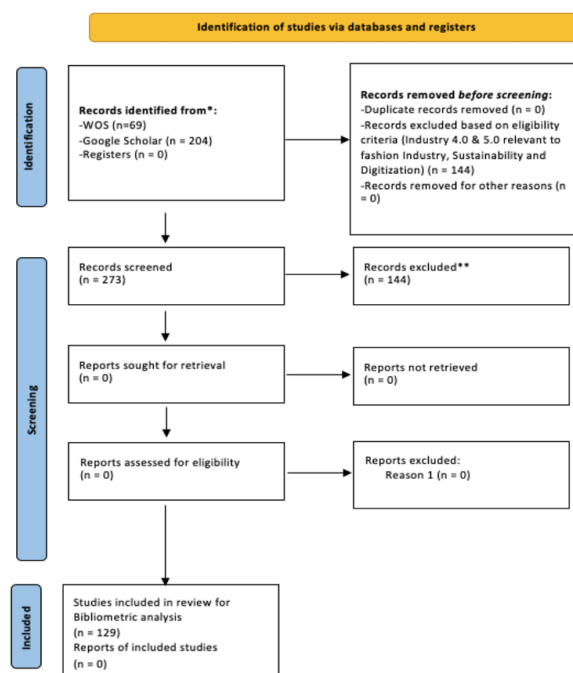 Identification of studies via databases and registers
Identification
Records identified from*:
-WOS (n=69)
-Google Scholar (n = 204)
-Registers (n = 0)
Records removed before screening:
-Duplicate records removed (n = 0)
-Records excluded based on eligibility
criteria (Industry 4.0 & 5.0 relevant to
fashion Industry, Sustainability and
Digitization) (n = 144)
-Records removed for other reasons (n
= 0)
Screening
Records screened
(n = 273)
Records excluded**
(n = 144)
Reports sought for retrieval
(n = 0)
Reports not retrieved
(n = 0)
Reports assessed for eligibility
(n = 0)
Reports excluded:
Reason 1 (n = 0)
Included
Studies included in review for
Bibliometric analysis
(n = 129)
Reports of included studies
(n = 0)